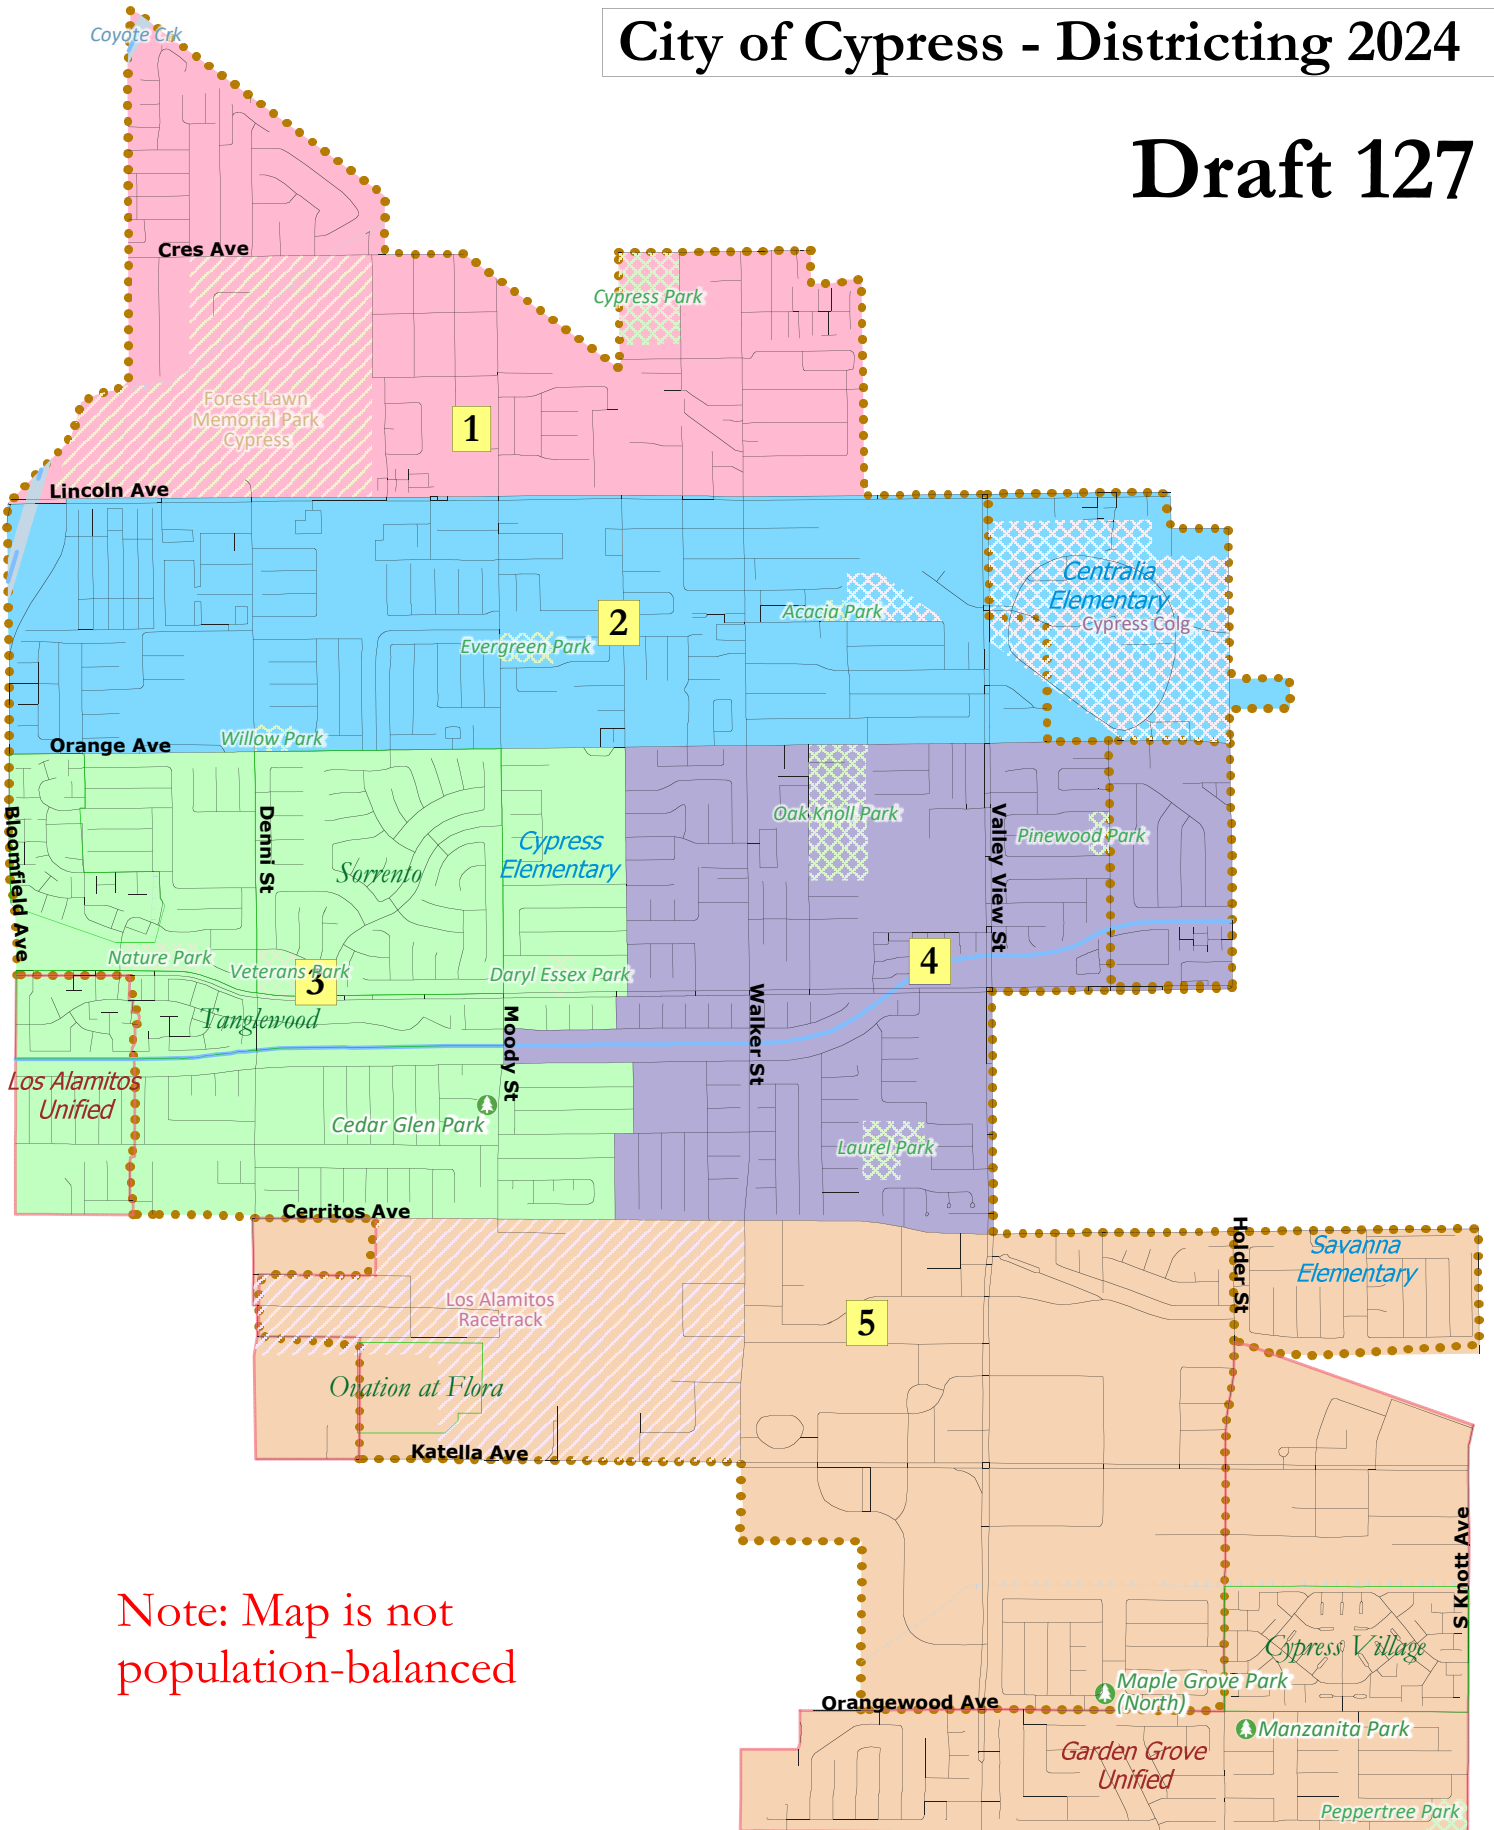 City of Cypress - Districting 2024
Coyote Crk
Draft 127
Cres Ave
Cypress Park
Forest Lawn
Memorial Park
Cypress
1
Lincoln Ave
Centralia
Elementary
Cypress Colg
Acacia Park
2
Evergreen Park
Willow Park
Orange Ave
Bloomfield Ave
Denni St
Sorrento
Cypress
Elementary
Oak Knoll Park
Valley View St
Pinewood Park
Nature Park
Veterans Park
3
Daryl Essex Park
4
Tanglewood
Moody St
Walker St
Los Alamitos
Unified
Cedar Glen Park
Laurel Park
Cerritos Ave
Holder St
Savanna
Elementary
Los Alamitos
Racetrack
5
Ovation at Flora
Katella Ave
S Knott Ave
Note: Map is not
population-balanced
Cypress Village
Maple Grove Park
(North)
Orangewood Ave
Manzanita Park
Garden Grove
Unified
Peppertree Park